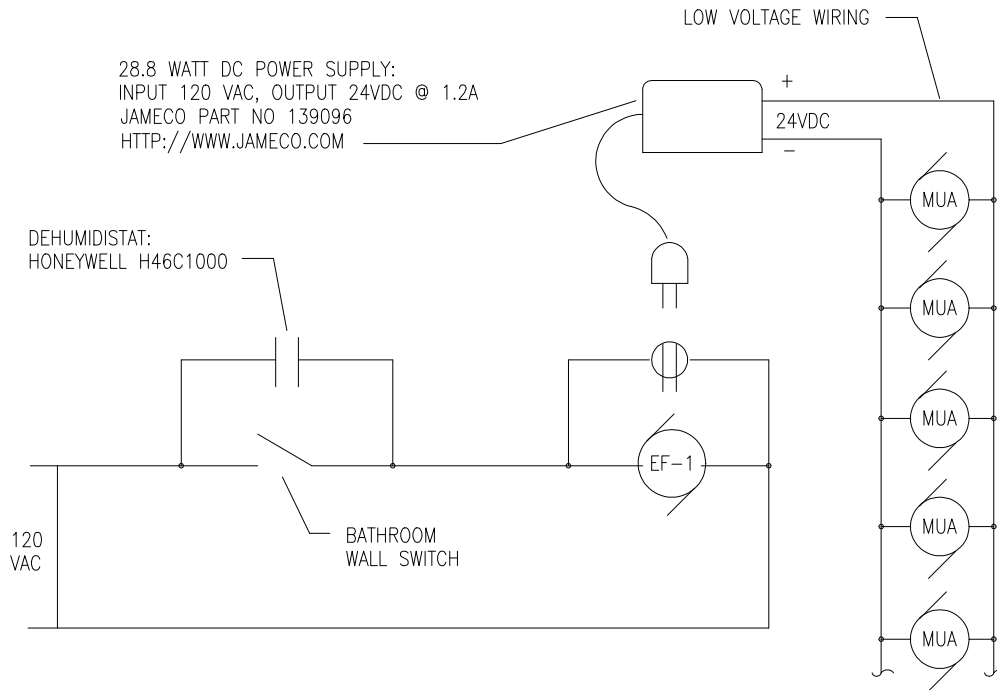 LOW VOLTAGE WIRING
28.8 WATT DC POWER SUPPLY:
INPUT 120 VAC, OUTPUT 24VDC @ 1.2A
JAMECO PART NO 139096
HTTP://WWW.JAMECO.COM
+
24VDC
−
MUA
DEHUMIDISTAT:
HONEYWELL H46C1000
MUA
MUA
EF-1
120
VAC
BATHROOM
WALL SWITCH
MUA
MUA